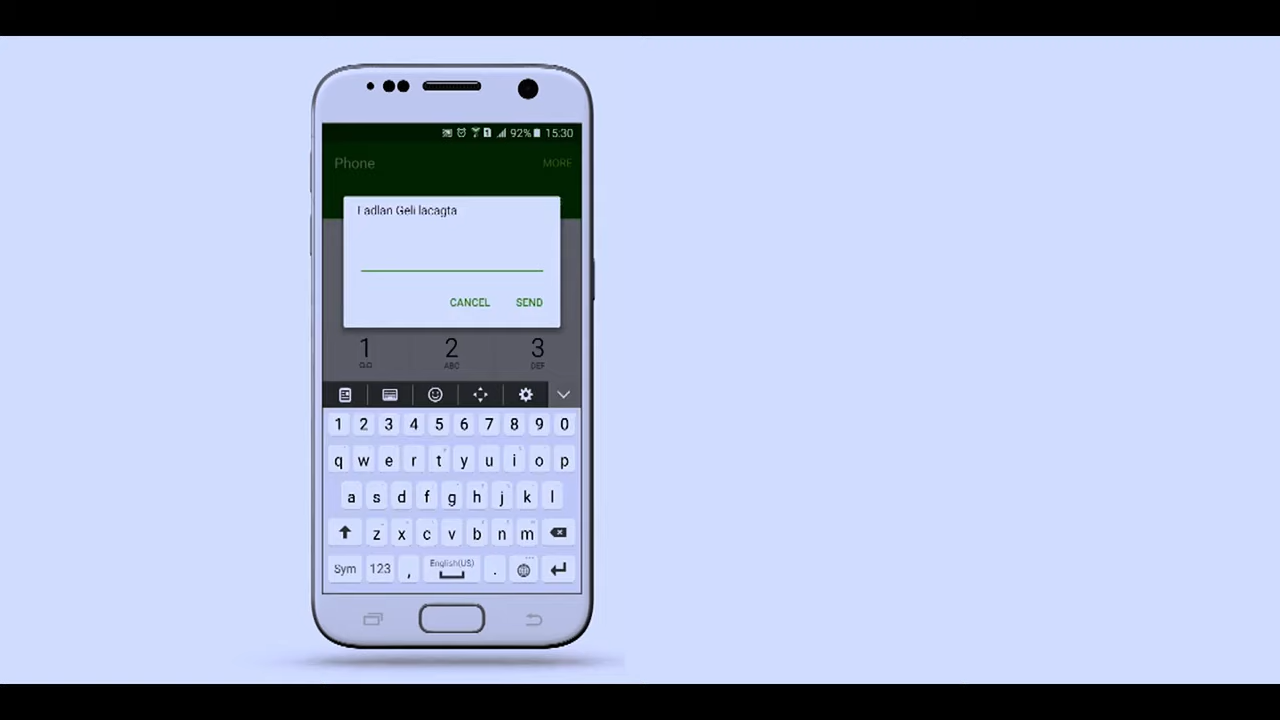 92% 15:30
Phone MORE
Fadlan Geli lacagta
CANCEL SEND
1 2 3
ABC DEF
1 2 3 4 5 6 7 8 9 0
q w e r t y u i o p
a s d f g h j k l
z x c v b n m
Sym 123 , English(US) .